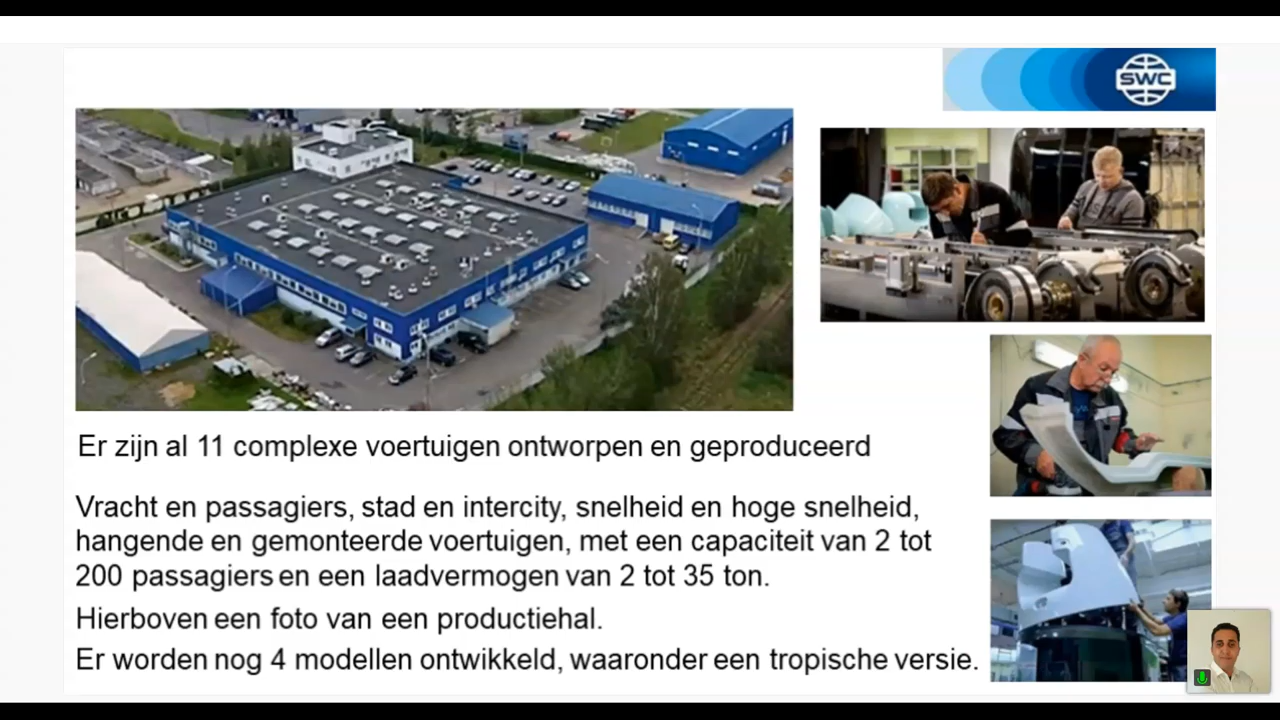 SWC
Er zijn al 11 complexe voertuigen ontworpen en geproduceerd
Vracht en passagiers, stad en intercity, snelheid en hoge snelheid,
hangende en gemonteerde voertuigen, met een capaciteit van 2 tot
200 passagiers en een laadvermogen van 2 tot 35 ton.
Hierboven een foto van een productiehal.
Er worden nog 4 modellen ontwikkeld, waaronder een tropische versie.